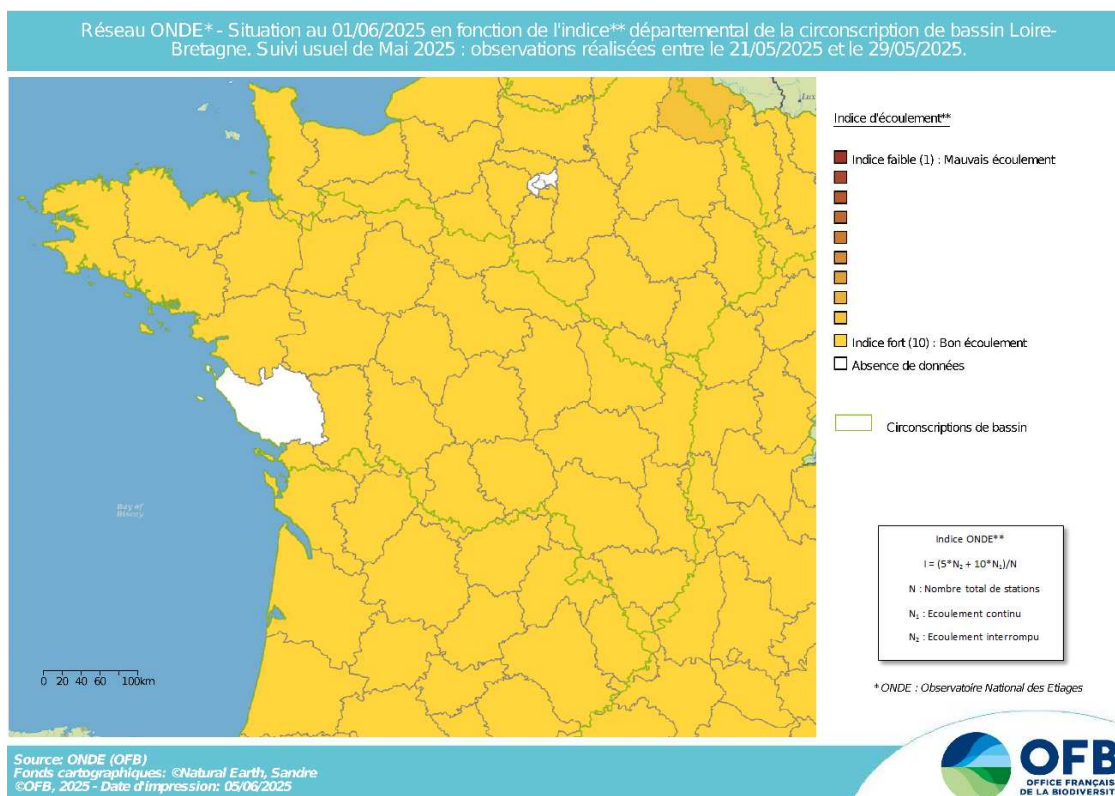 Réseau ONDE* - Situation au 01/06/2025 en fonction de l'indice** départemental de la circonscription de bassin Loire-
Bretagne. Suivi usuel de Mai 2025 : observations réalisées entre le 21/05/2025 et le 29/05/2025.
Indice d'écoulement**
Indice faible (1) : Mauvais écoulement
Indice fort (10) : Bon écoulement
Absence de données
Circonscriptions de bassin
Bay of
Biscay
Indice ONDE**
I = (5*N₂ + 10*N₁)/N
N : Nombre total de stations
N₁ : Ecoulement continu
N₂ : Ecoulement interrompu
0 20 40 60 100km
*ONDE : Observatoire National des Etiages
Source: ONDE (OFB)
Fonds cartographiques: ©Natural Earth, Sandre
©OFB, 2025 - Date d'impression: 05/06/2025
OFB
OFFICE FRANÇAIS
DE LA BIODIVERSIT